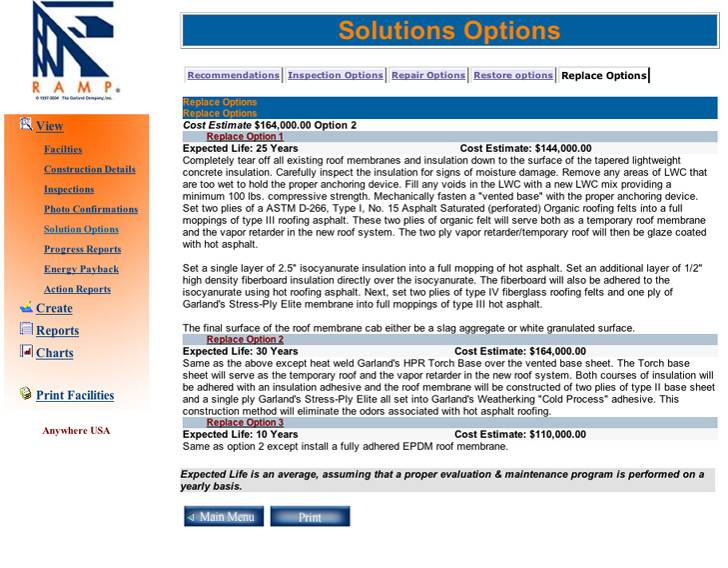 R A M P ®
© 1997-2004 The Garland Company, Inc.
View
Facilties
Construction Details
Inspections
Photo Confirmations
Solution Options
Progress Reports
Energy Payback
Action Reports
Create
Reports
Charts
Print Facilities
Anywhere USA
Solutions Options
Recommendations Inspection Options Repair Options Restore options Replace Options
Replace Options
Replace Options
Cost Estimate $164,000.00 Option 2
Replace Option 1
Expected Life: 25 Years Cost Estimate: $144,000.00
Completely tear off all existing roof membranes and insulation down to the surface of the tapered lightweight
concrete insulation. Carefully inspect the insulation for signs of moisture damage. Remove any areas of LWC that
are too wet to hold the proper anchoring device. Fill any voids in the LWC with a new LWC mix providing a
minimum 100 lbs. compressive strength. Mechanically fasten a "vented base" with the proper anchoring device.
Set two plies of a ASTM D-266, Type I, No. 15 Asphalt Saturated (perforated) Organic roofing felts into a full
moppings of type III roofing asphalt. These two plies of organic felt will serve both as a temporary roof membrane
and the vapor retarder in the new roof system. The two ply vapor retarder/temporary roof will then be glaze coated
with hot asphalt.
Set a single layer of 2.5" isocyanurate insulation into a full mopping of hot asphalt. Set an additional layer of 1/2"
high density fiberboard insulation directly over the isocyanurate. The fiberboard will also be adhered to the
isocyanurate using hot roofing asphalt. Next, set two plies of type IV fiberglass roofing felts and one ply of
Garland's Stress-Ply Elite membrane into full moppings of type III hot asphalt.
The final surface of the roof membrane cab either be a slag aggregate or white granulated surface.
Replace Option 2
Expected Life: 30 Years Cost Estimate: $164,000.00
Same as the above except heat weld Garland's HPR Torch Base over the vented base sheet. The Torch base
sheet will serve as the temporary roof and the vapor retarder in the new roof system. Both courses of insulation will
be adhered with an insulation adhesive and the roof membrane will be constructed of two plies of type II base sheet
and a single ply Garland's Stress-Ply Elite all set into Garland's Weatherking "Cold Process" adhesive. This
construction method will eliminate the odors associated with hot asphalt roofing.
Replace Option 3
Expected Life: 10 Years Cost Estimate: $110,000.00
Same as option 2 except install a fully adhered EPDM roof membrane.
Expected Life is an average, assuming that a proper evaluation & maintenance program is performed on a
yearly basis.
Main Menu Print